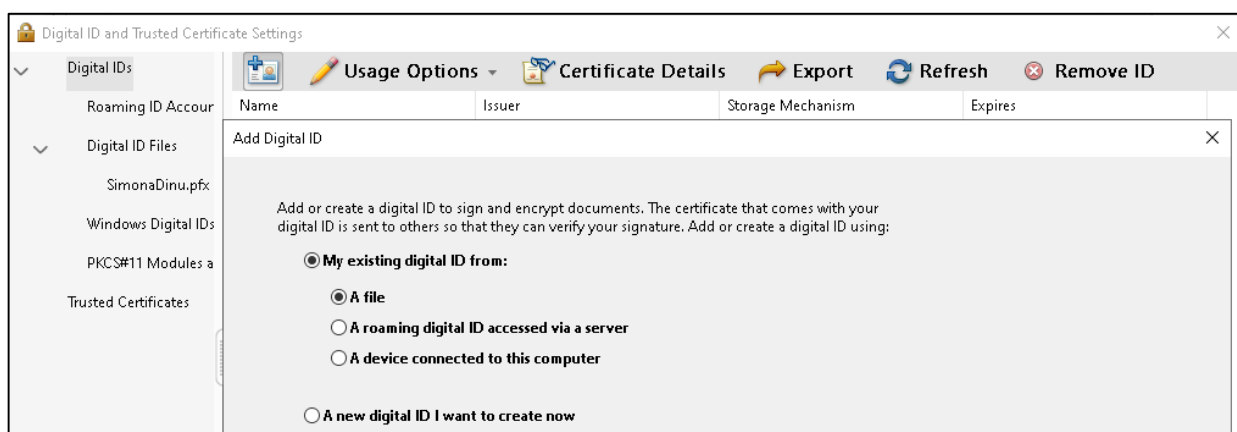 Digital ID and Trusted Certificate Settings
Digital IDs
Usage Options
Certificate Details
Export
Refresh
Remove ID
Roaming ID Accour
Name
Issuer
Storage Mechanism
Expires
Digital ID Files
Add Digital ID
SimonaDinu.pfx
Windows Digital IDs
PKCS#11 Modules a
Trusted Certificates
Add or create a digital ID to sign and encrypt documents. The certificate that comes with your
digital ID is sent to others so that they can verify your signature. Add or create a digital ID using:
My existing digital ID from:
A file
A roaming digital ID accessed via a server
A device connected to this computer
A new digital ID I want to create now